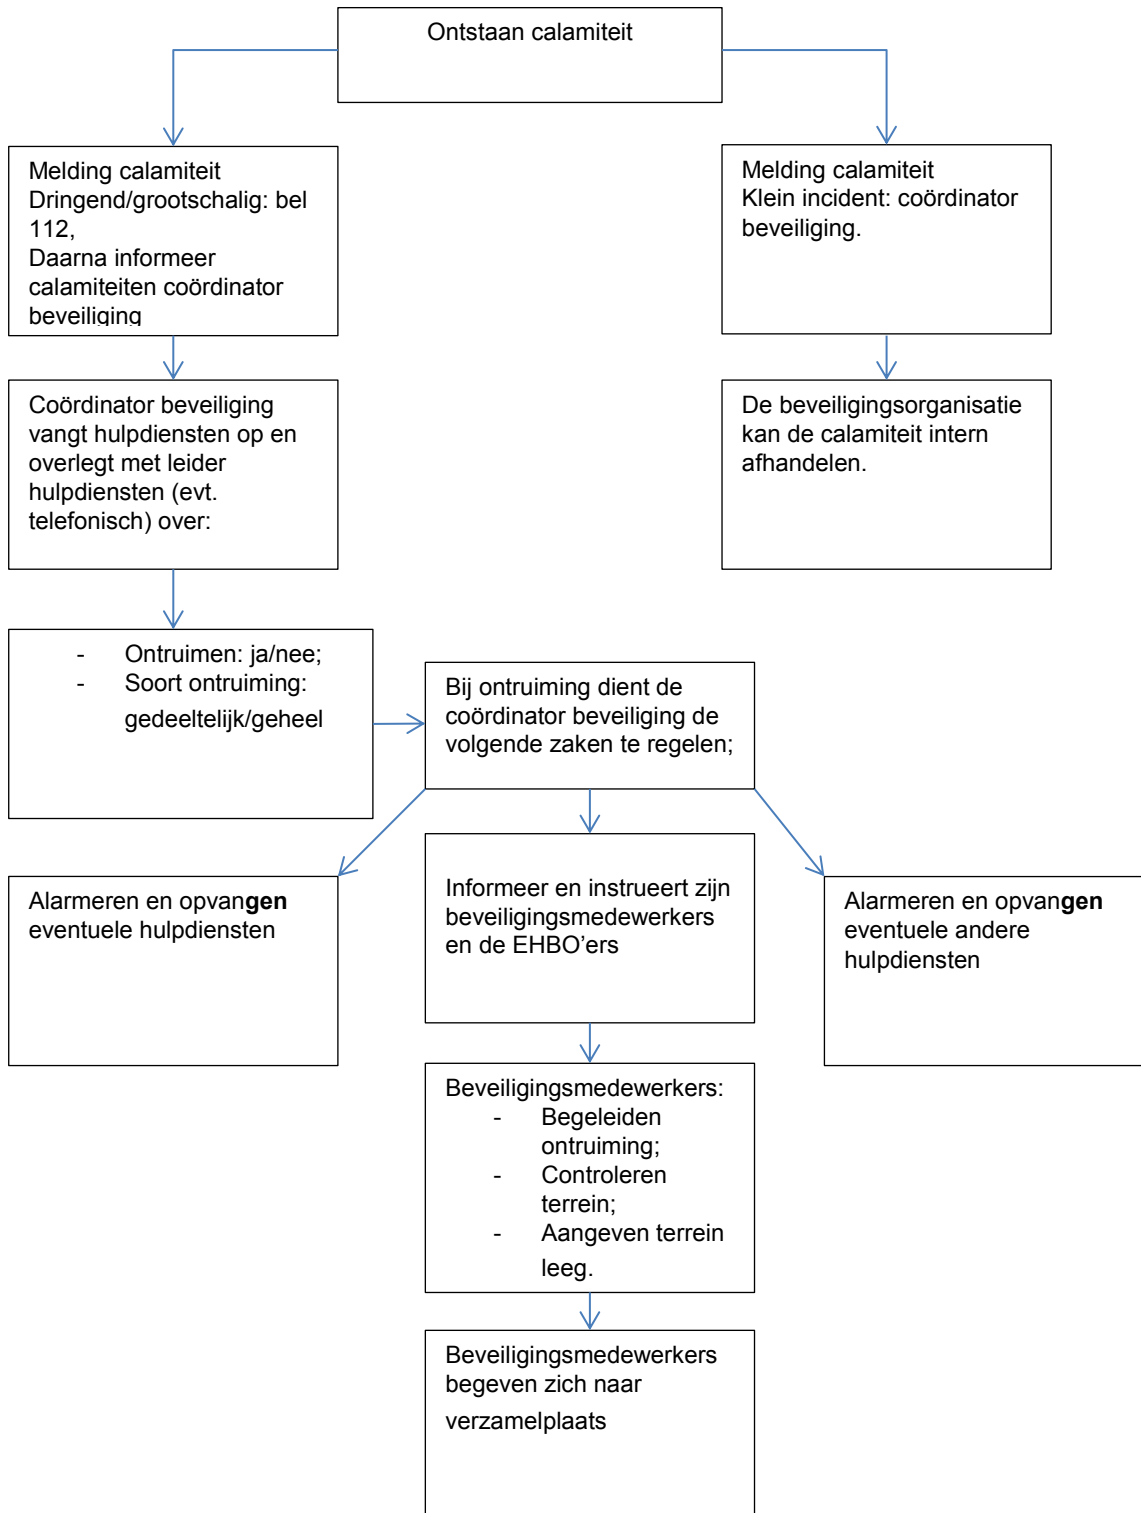 Ontstaan calamiteit
Melding calamiteit
Dringend/grootschalig: bel
112,
Daarna informeer
calamiteiten coördinator
beveiliging
Melding calamiteit
Klein incident: coördinator
beveiliging.
Coördinator beveiliging
vangt hulpdiensten op en
overlegt met leider
hulpdiensten (evt.
telefonisch) over:
De beveiligingsorganisatie
kan de calamiteit intern
afhandelen.
- Ontruimen: ja/nee;
- Soort ontruiming:
gedeeltelijk/geheel
Bij ontruiming dient de
coördinator beveiliging de
volgende zaken te regelen;
Alarmeren en opvangen
eventuele hulpdiensten
Informeer en instrueert zijn
beveiligingsmedewerkers
en de EHBO’ers
Alarmeren en opvangen
eventuele andere
hulpdiensten
Beveiligingsmedewerkers:
- Begeleiden
ontruiming;
- Controleren
terrein;
- Aangeven terrein
leeg.
Beveiligingsmedewerkers
begeven zich naar
verzamelplaats